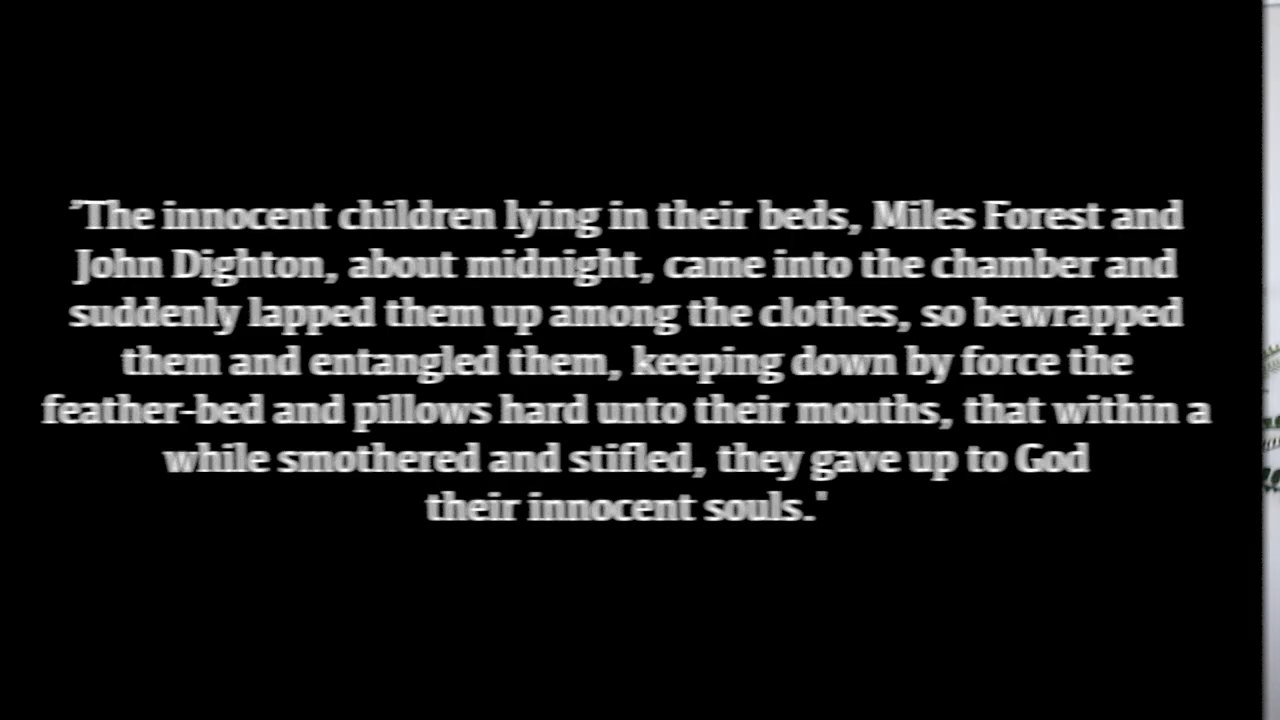 'The innocent children lying in their beds, Miles Forest and
John Dighton, about midnight, came into the chamber and
suddenly lapped them up among the clothes, so bewrapped
them and entangled them, keeping down by force the
feather-bed and pillows hard unto their mouths, that within a
while smothered and stifled, they gave up to God
their innocent souls.'